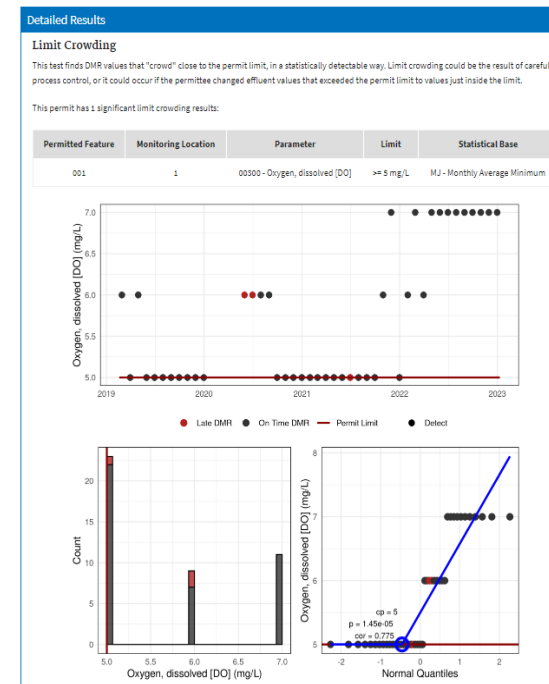 Detailed Results
Limit Crowding
This test finds DMR values that "crowd" close to the permit limit, in a statistically detectable way. Limit crowding could be the result of careful
process control, or it could occur if the permittee changed effluent values that exceeded the permit limit to values just inside the limit.
This permit has 1 significant limit crowding results:
Permitted Feature Monitoring Location Parameter Limit Statistical Base
001 1 00300 - Oxygen, dissolved [DO] >= 5 mg/L MJ - Monthly Average Minimum
Oxygen, dissolved [DO] (mg/L)
7.0
6.5
6.0
5.5
5.0
2019 2020 2021 2022 2023
Late DMR On Time DMR Permit Limit Detect
Count
20
15
10
5
0
5.0 5.5 6.0 6.5 7.0
Oxygen, dissolved [DO] (mg/L)
Oxygen, dissolved [DO] (mg/L)
8
7
6
5
cp = 5
p = 1.45e-05
cor = 0.775
-2 -1 0 1 2
Normal Quantiles